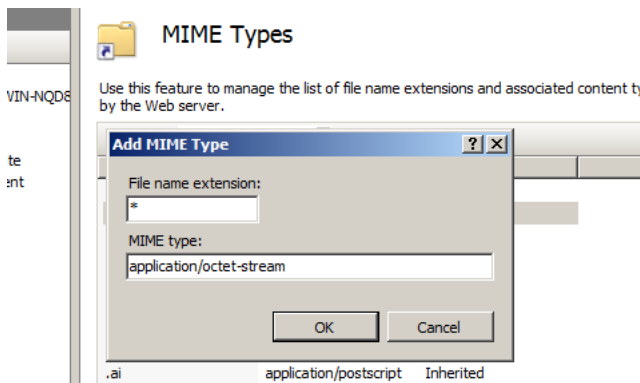 MIME Types
WIN-NQD8
Use this feature to manage the list of file name extensions and associated content ty
by the Web server.
te
ent
Add MIME Type
File name extension:
*
MIME type:
application/octet-stream
OK
Cancel
.ai application/postscript Inherited